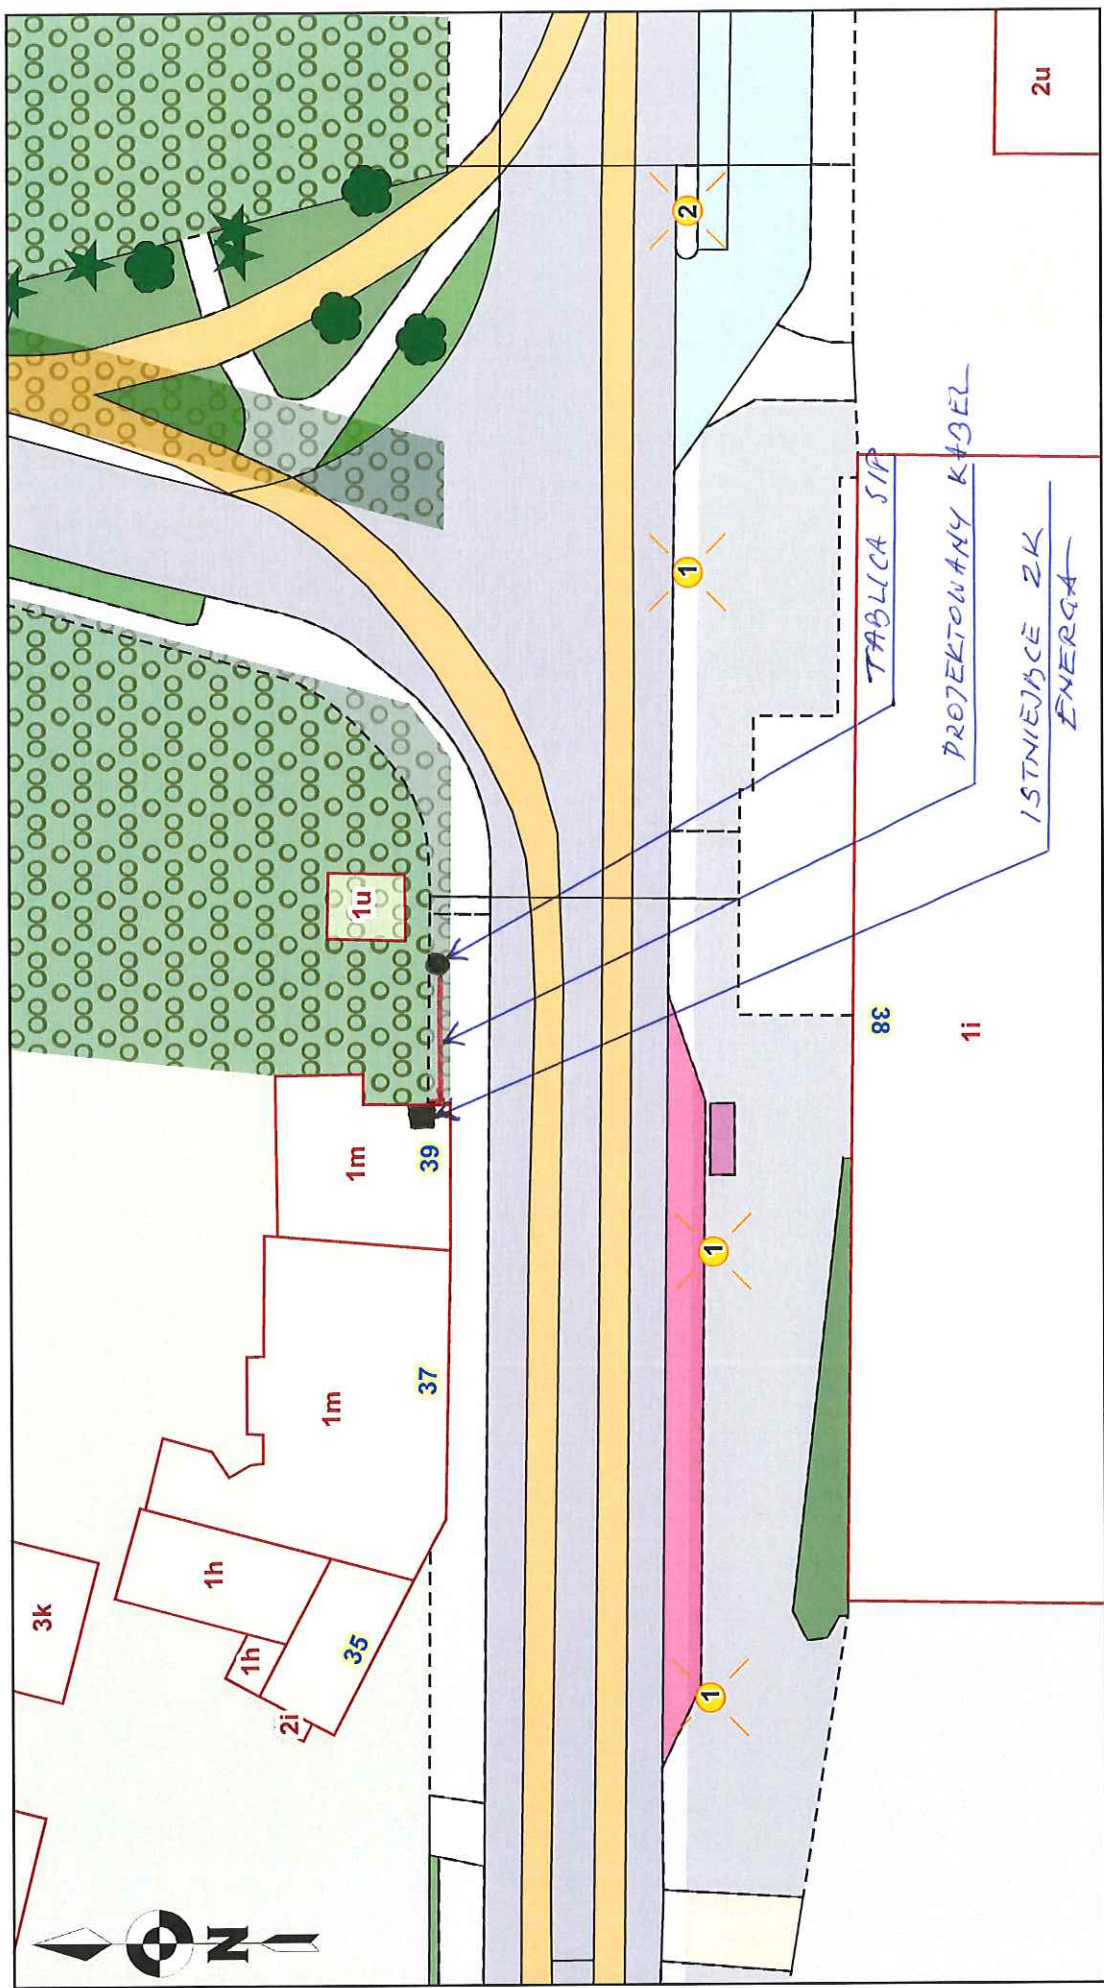 2u
2
TABLICA SIP
PROJEKTOWANY KABEL
ISTNIEJĄCE ZK
ENERGA
1
1u
38
1i
39
1m
1
37
1m
1h
3k
1h
35
2i
1
N